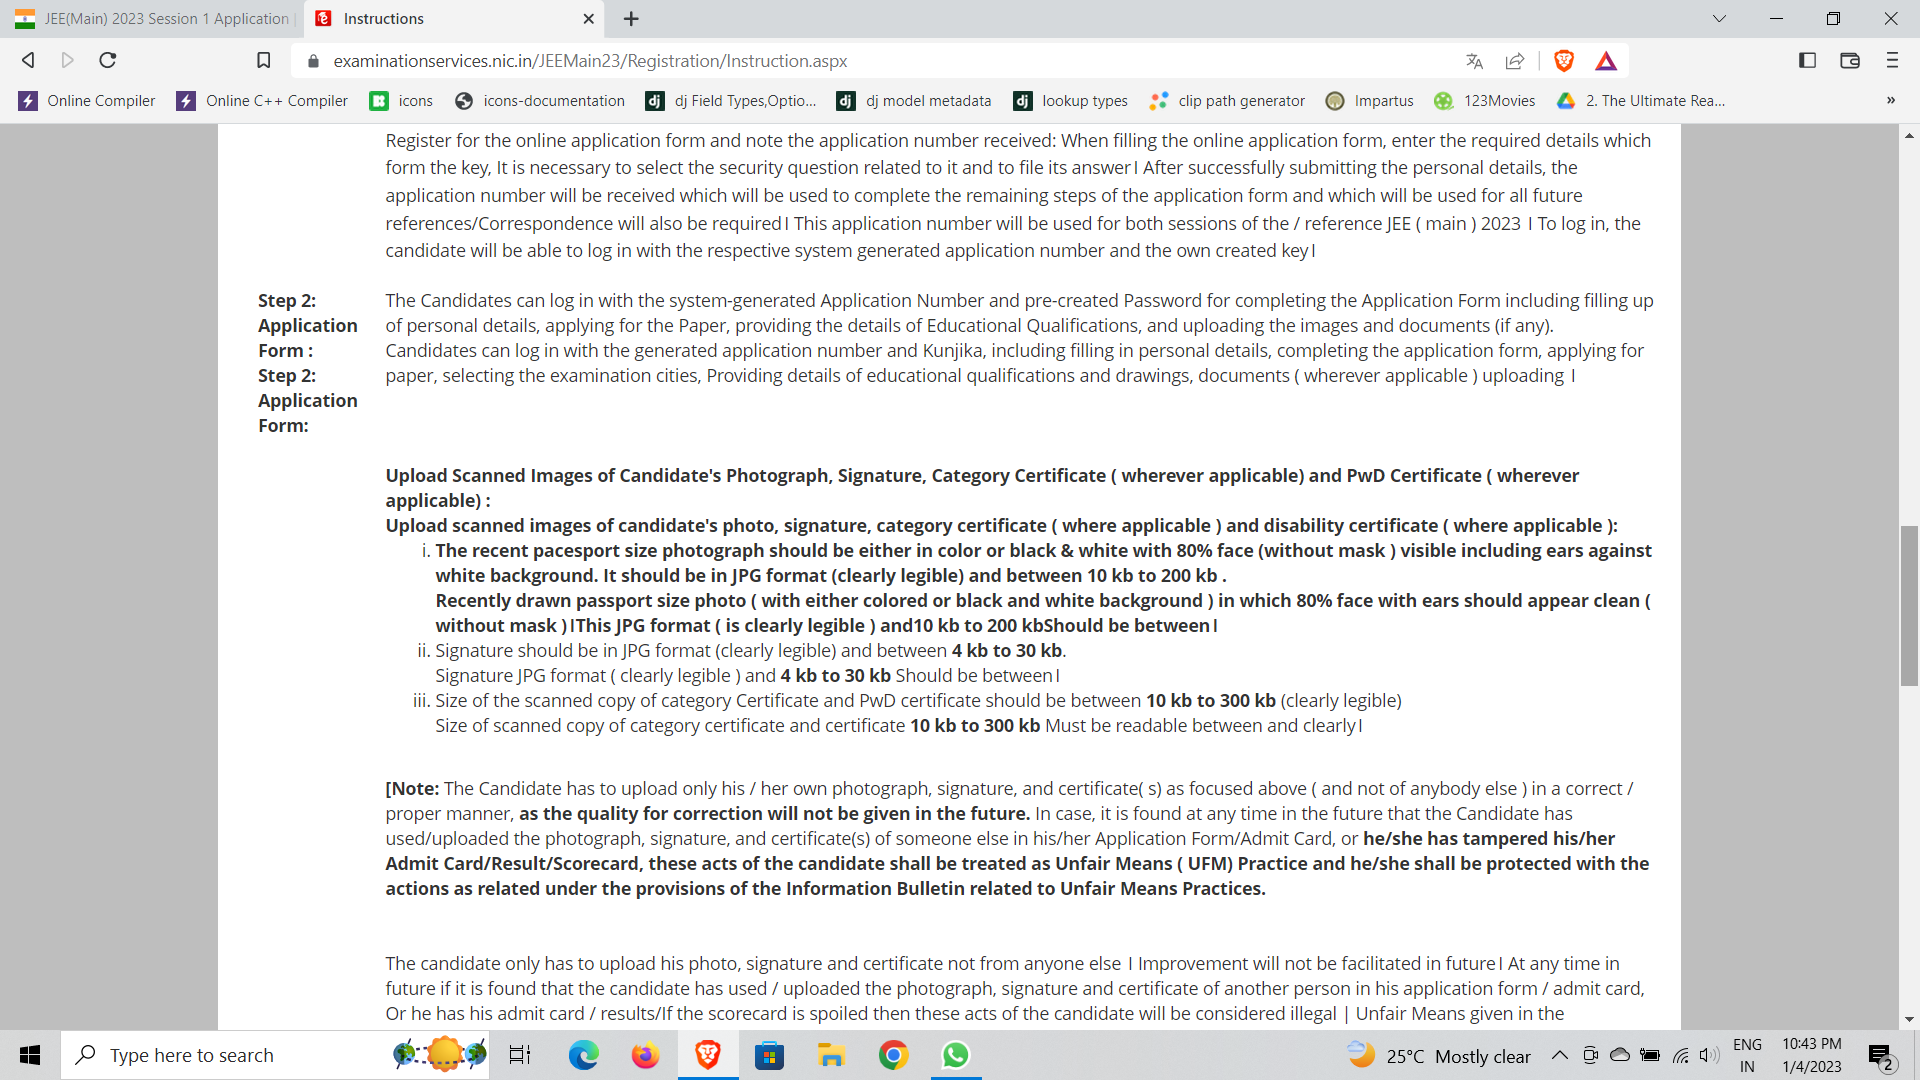 JEE(Main) 2023 Session 1 Application
Instructions
examinationservices.nic.in/JEEMain23/Registration/Instruction.aspx
Online Compiler
Online C++ Compiler
icons
icons-documentation
dj Field Types,Optio...
dj model metadata
lookup types
clip path generator
Impartus
123Movies
2. The Ultimate Rea...
Register for the online application form and note the application number received: When filling the online application form, enter the required details which
form the key, It is necessary to select the security question related to it and to file its answer। After successfully submitting the personal details, the
application number will be received which will be used to complete the remaining steps of the application form and which will be used for all future
references/Correspondence will also be required। This application number will be used for both sessions of the / reference JEE ( main ) 2023 । To log in, the
candidate will be able to log in with the respective system generated application number and the own created key।
Step 2:
Application
Form :
Step 2:
Application
Form:
The Candidates can log in with the system-generated Application Number and pre-created Password for completing the Application Form including filling up
of personal details, applying for the Paper, providing the details of Educational Qualifications, and uploading the images and documents (if any).
Candidates can log in with the generated application number and Kunjika, including filling in personal details, completing the application form, applying for
paper, selecting the examination cities, Providing details of educational qualifications and drawings, documents ( wherever applicable ) uploading ।
Upload Scanned Images of Candidate's Photograph, Signature, Category Certificate ( wherever applicable) and PwD Certificate ( wherever
applicable) :
Upload scanned images of candidate's photo, signature, category certificate ( where applicable ) and disability certificate ( where applicable ):
i. The recent pacesport size photograph should be either in color or black & white with 80% face (without mask ) visible including ears against
white background. It should be in JPG format (clearly legible) and between 10 kb to 200 kb .
Recently drawn passport size photo ( with either colored or black and white background ) in which 80% face with ears should appear clean (
without mask )।This JPG format ( is clearly legible ) and10 kb to 200 kbShould be between।
ii. Signature should be in JPG format (clearly legible) and between 4 kb to 30 kb.
Signature JPG format ( clearly legible ) and 4 kb to 30 kb Should be between।
iii. Size of the scanned copy of category Certificate and PwD certificate should be between 10 kb to 300 kb (clearly legible)
Size of scanned copy of category certificate and certificate 10 kb to 300 kb Must be readable between and clearly।
[Note: The Candidate has to upload only his / her own photograph, signature, and certificate( s) as focused above ( and not of anybody else ) in a correct /
proper manner, as the quality for correction will not be given in the future. In case, it is found at any time in the future that the Candidate has
used/uploaded the photograph, signature, and certificate(s) of someone else in his/her Application Form/Admit Card, or he/she has tampered his/her
Admit Card/Result/Scorecard, these acts of the candidate shall be treated as Unfair Means ( UFM) Practice and he/she shall be protected with the
actions as related under the provisions of the Information Bulletin related to Unfair Means Practices.
The candidate only has to upload his photo, signature and certificate not from anyone else । Improvement will not be facilitated in future। At any time in
future if it is found that the candidate has used / uploaded the photograph, signature and certificate of another person in his application form / admit card,
Or he has his admit card / results/If the scorecard is spoiled then these acts of the candidate will be considered illegal | Unfair Means given in the
Type here to search
25°C Mostly clear
ENG
IN
10:43 PM
1/4/2023
2